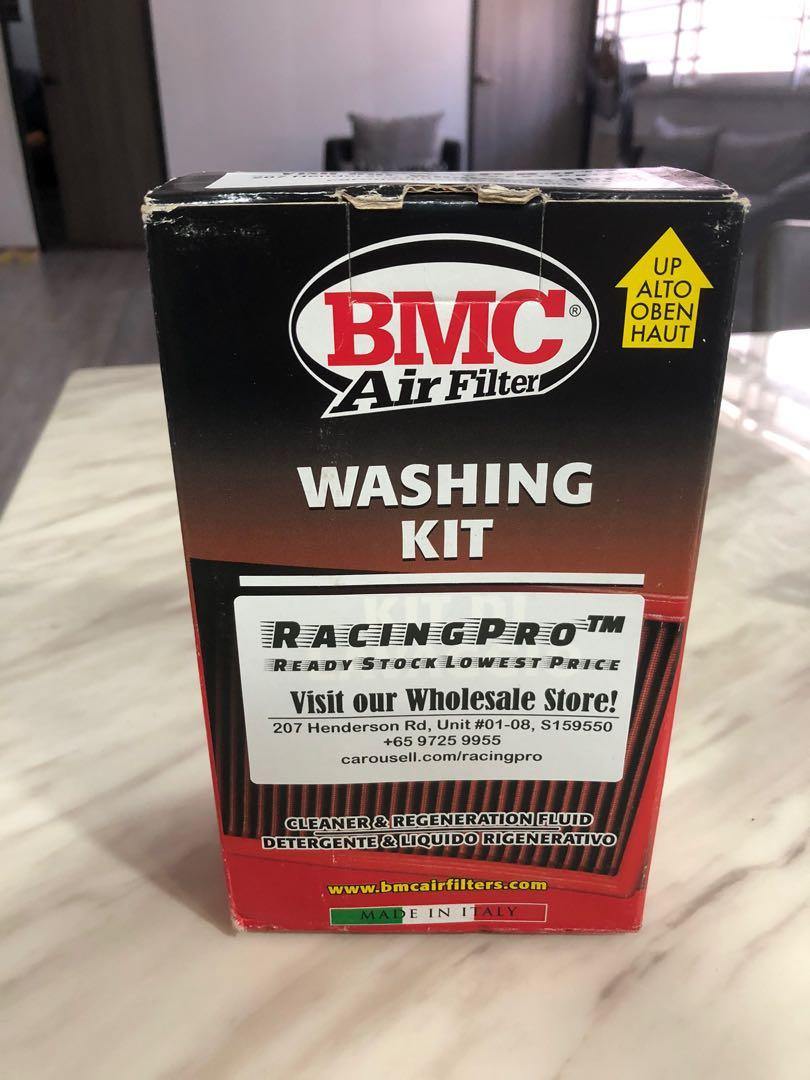 BMC®
Air Filter
UP
ALTO
OBEN
HAUT
WASHING
KIT
RACINGPRO™
READY STOCK LOWEST PRICE
Visit our Wholesale Store!
207 Henderson Rd, Unit #01-08, S159550
+65 9725 9955
carousell.com/racingpro
CLEANER & REGENERATION FLUID
DETERGENTE & LIQUIDO RIGENERATIVO
www.bmcairfilters.com
MADE IN ITALY